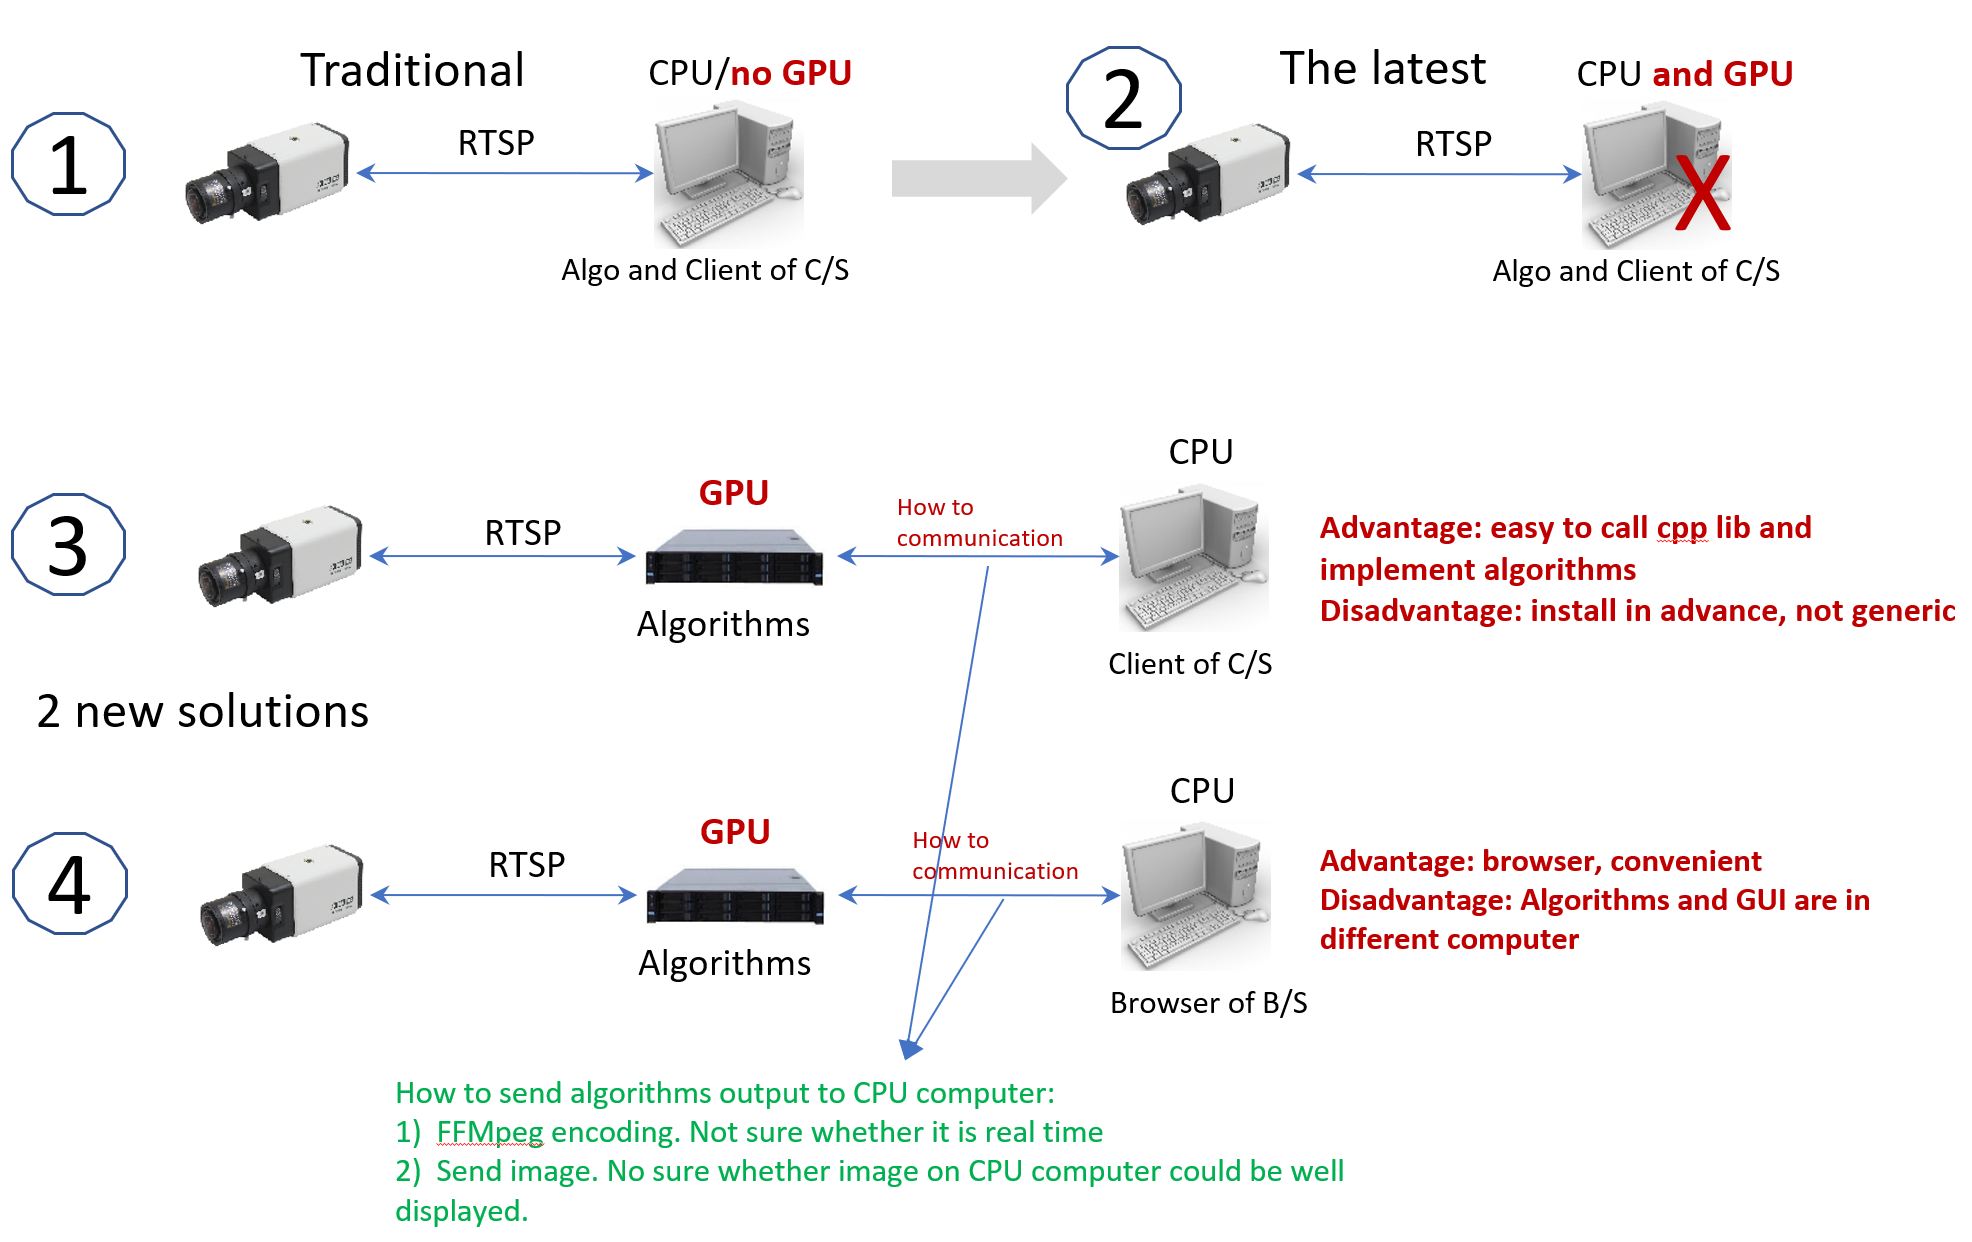 Traditional
CPU/no GPU
1
RTSP
Algo and Client of C/S
2
The latest
CPU and GPU
RTSP
X
Algo and Client of C/S
3
RTSP
GPU
Algorithms
How to
communication
CPU
Client of C/S
Advantage: easy to call cpp lib and
implement algorithms
Disadvantage: install in advance, not generic
2 new solutions
4
RTSP
GPU
Algorithms
How to
communication
CPU
Browser of B/S
Advantage: browser, convenient
Disadvantage: Algorithms and GUI are in
different computer
How to send algorithms output to CPU computer:
1) FFMpeg encoding. Not sure whether it is real time
2) Send image. No sure whether image on CPU computer could be well
displayed.